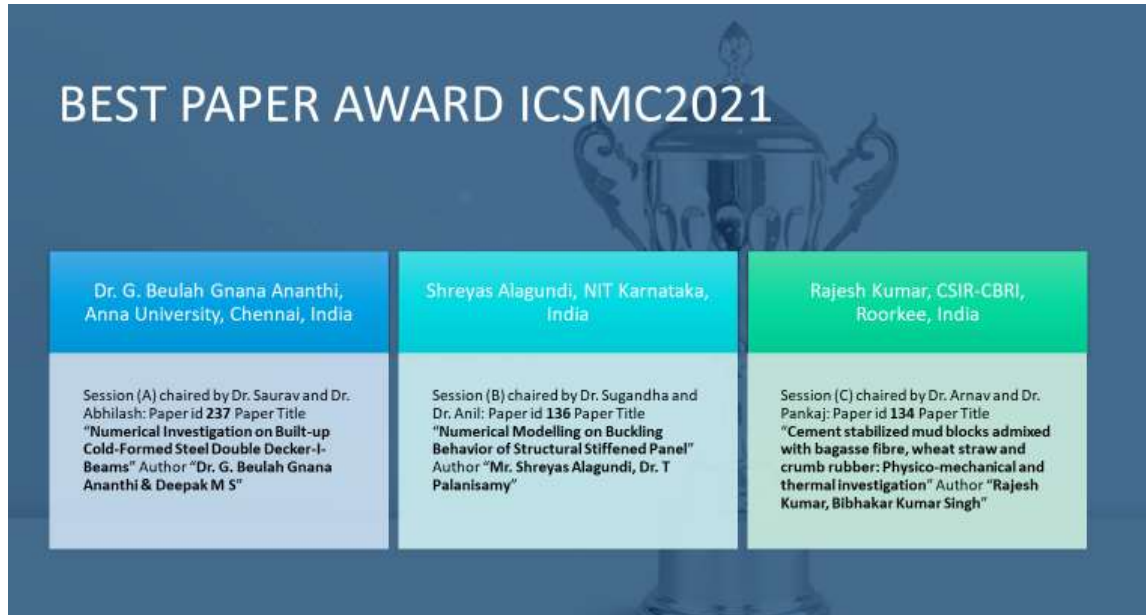 BEST PAPER AWARD ICSMC2021
Dr. G. Beulah Gnana Ananthi,
Anna University, Chennai, India
Session (A) chaired by Dr. Saurav and Dr.
Abhilash: Paper id 237 Paper Title
“Numerical Investigation on Built-up
Cold-Formed Steel Double Decker-I-
Beams” Author “Dr. G. Beulah Gnana
Ananthi & Deepak M S”
Shreyas Alagundi, NIT Karnataka,
India
Session (B) chaired by Dr. Sugandha and
Dr. Anil: Paper id 136 Paper Title
“Numerical Modelling on Buckling
Behavior of Structural Stiffened Panel”
Author “Mr. Shreyas Alagundi, Dr. T
Palanisamy”
Rajesh Kumar, CSIR-CBRI,
Roorkee, India
Session (C) chaired by Dr. Arnav and Dr.
Pankaj: Paper id 134 Paper Title
“Cement stabilized mud blocks admixed
with bagasse fibre, wheat straw and
crumb rubber: Physico-mechanical and
thermal investigation” Author “Rajesh
Kumar, Bibhakar Kumar Singh”